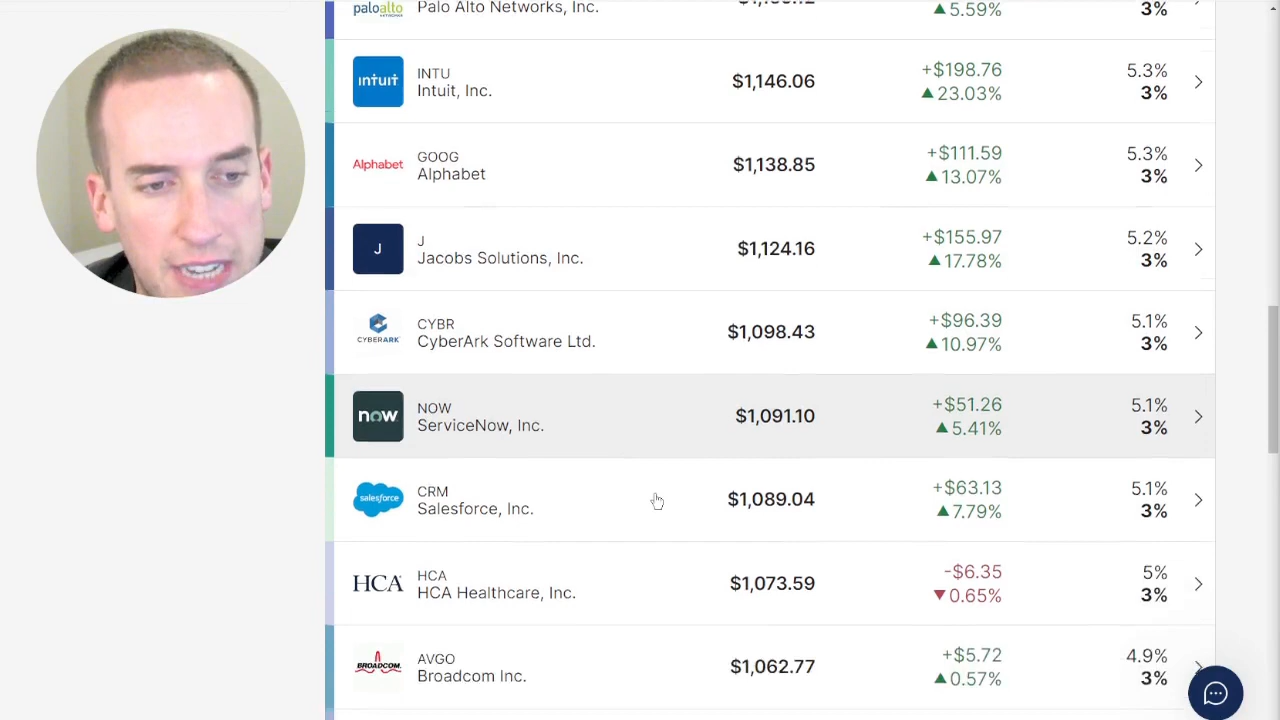 paloalto
Palo Alto Networks, Inc.
5.59%
3%
intuit
INTU
Intuit, Inc.
$1,146.06
+$198.76
23.03%
5.3%
3%
Alphabet
GOOG
Alphabet
$1,138.85
+$111.59
13.07%
5.3%
3%
J
J
Jacobs Solutions, Inc.
$1,124.16
+$155.97
17.78%
5.2%
3%
CYBERARK
CYBR
CyberArk Software Ltd.
$1,098.43
+$96.39
10.97%
5.1%
3%
now
NOW
ServiceNow, Inc.
$1,091.10
+$51.26
5.41%
5.1%
3%
salesforce
CRM
Salesforce, Inc.
$1,089.04
+$63.13
7.79%
5.1%
3%
HCA
HCA
HCA Healthcare, Inc.
$1,073.59
-$6.35
0.65%
5%
3%
BROADCOM
AVGO
Broadcom Inc.
$1,062.77
+$5.72
0.57%
4.9%
3%